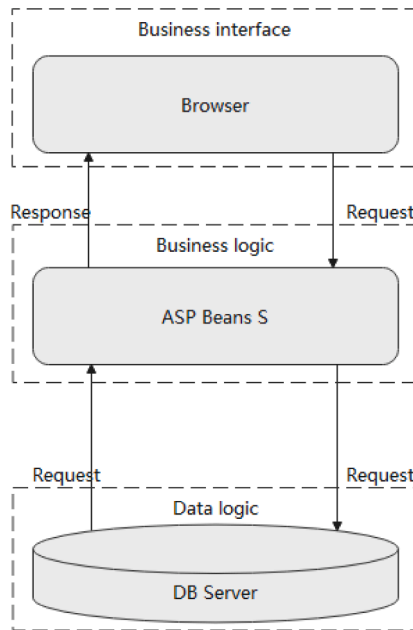 Business interface
Browser
Response
Request
Business logic
ASP Beans S
Request
Request
Data logic
DB Server